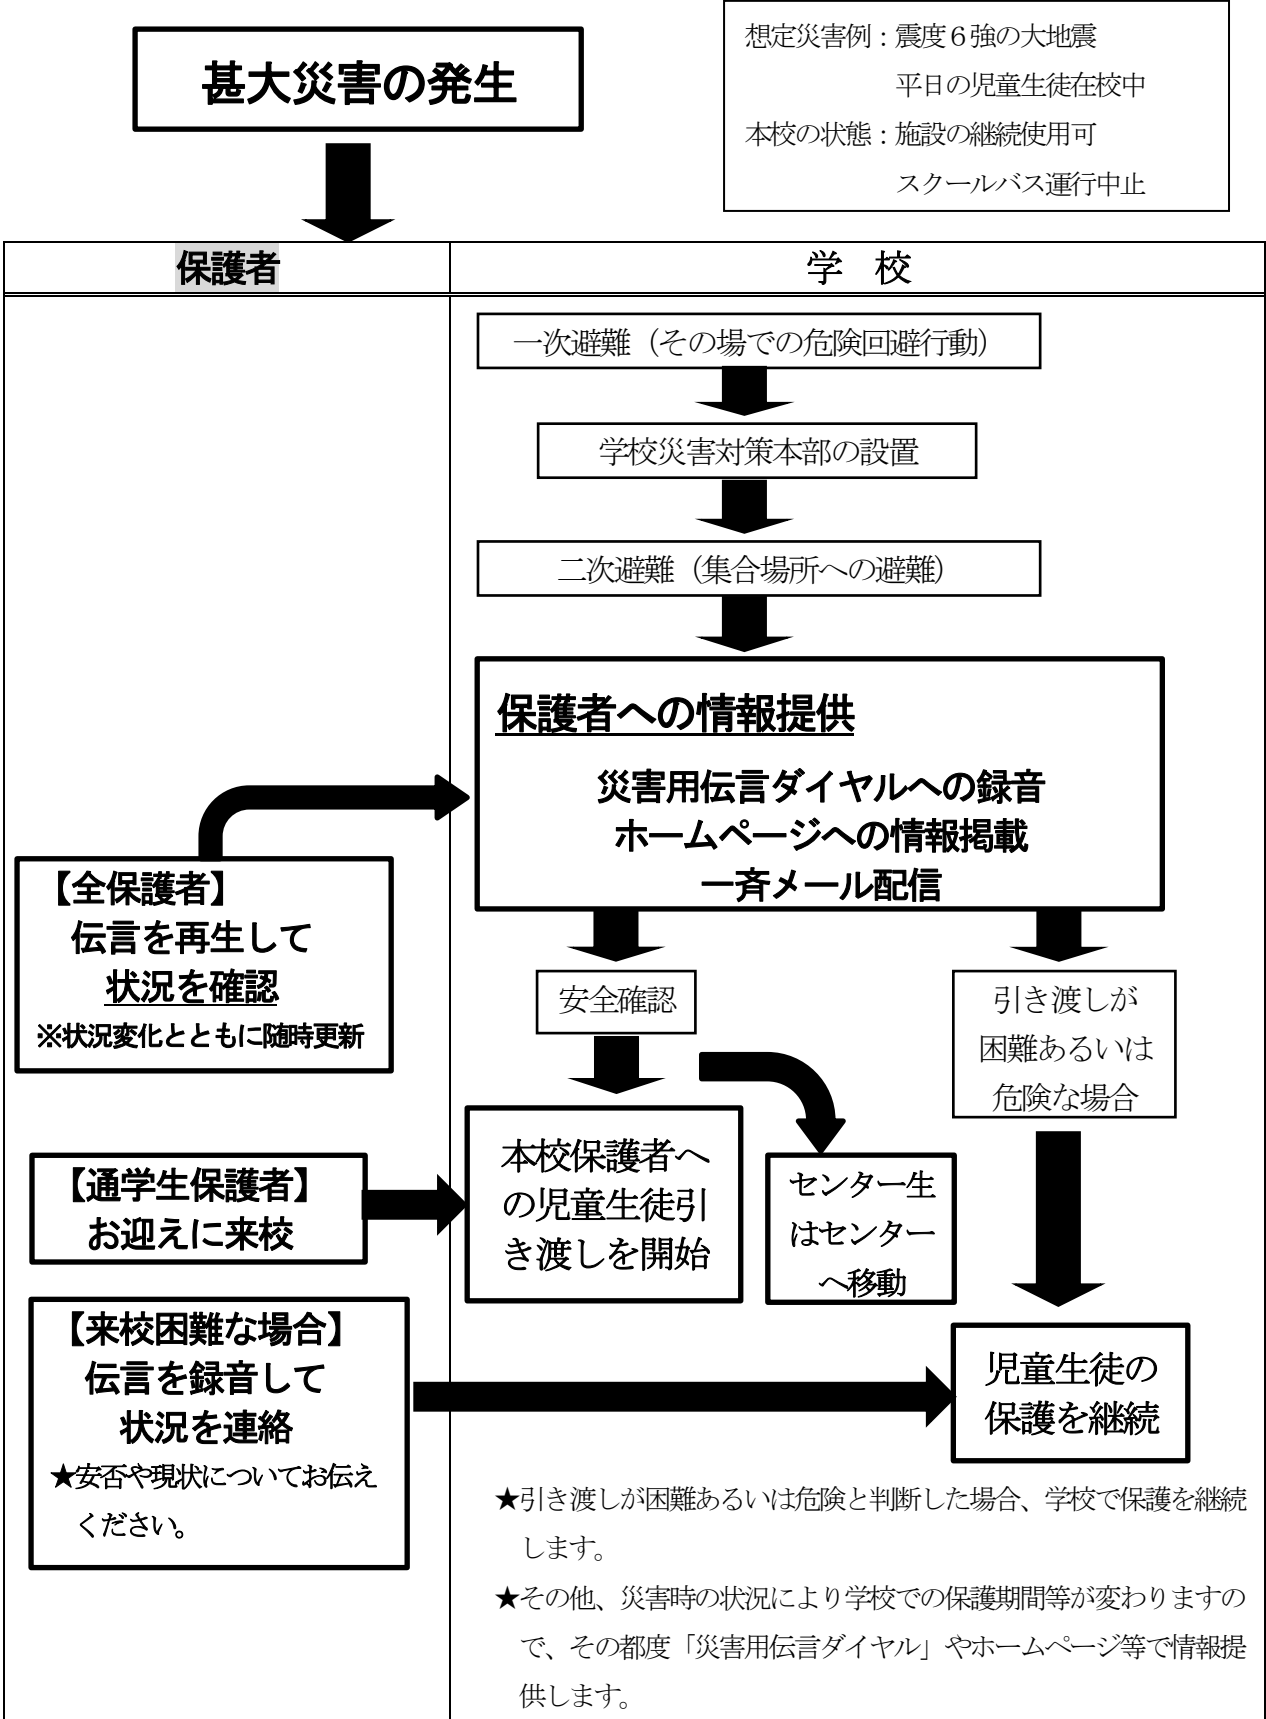 甚大災害の発生
想定災害例：震度６強の大地震
平日の児童生徒在校中
本校の状態：施設の継続使用可
スクールバス運行中止
保護者
学　校
一次避難（その場での危険回避行動）
学校災害対策本部の設置
二次避難（集合場所への避難）
保護者への情報提供
災害用伝言ダイヤルへの録音
ホームページへの情報掲載
一斉メール配信
【全保護者】
伝言を再生して
状況を確認
※状況変化とともに随時更新
安全確認
引き渡しが
困難あるいは
危険な場合
【通学生保護者】
お迎えに来校
本校保護者へ
の児童生徒引
き渡しを開始
センター生
はセンター
へ移動
【来校困難な場合】
伝言を録音して
状況を連絡
★安否や現状についてお伝え
ください。
児童生徒の
保護を継続
★引き渡しが困難あるいは危険と判断した場合、学校で保護を継続
します。
★その他、災害時の状況により学校での保護期間等が変わりますの
で、その都度「災害用伝言ダイヤル」やホームページ等で情報提
供します。